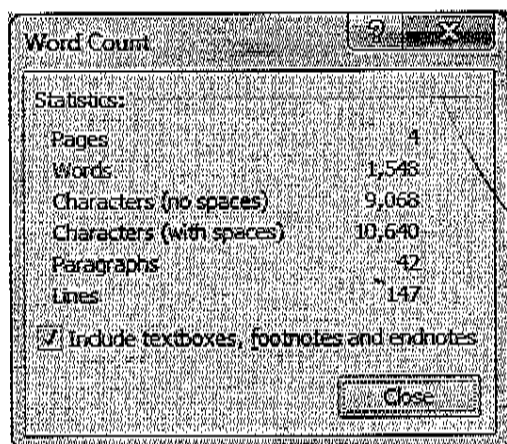 Word Count
?
X
Statistics:
Pages 4
Words 1,548
Characters (no spaces) 9,068
Characters (with spaces) 10,640
Paragraphs 42
Lines 147
Include textboxes, footnotes and endnotes
Close